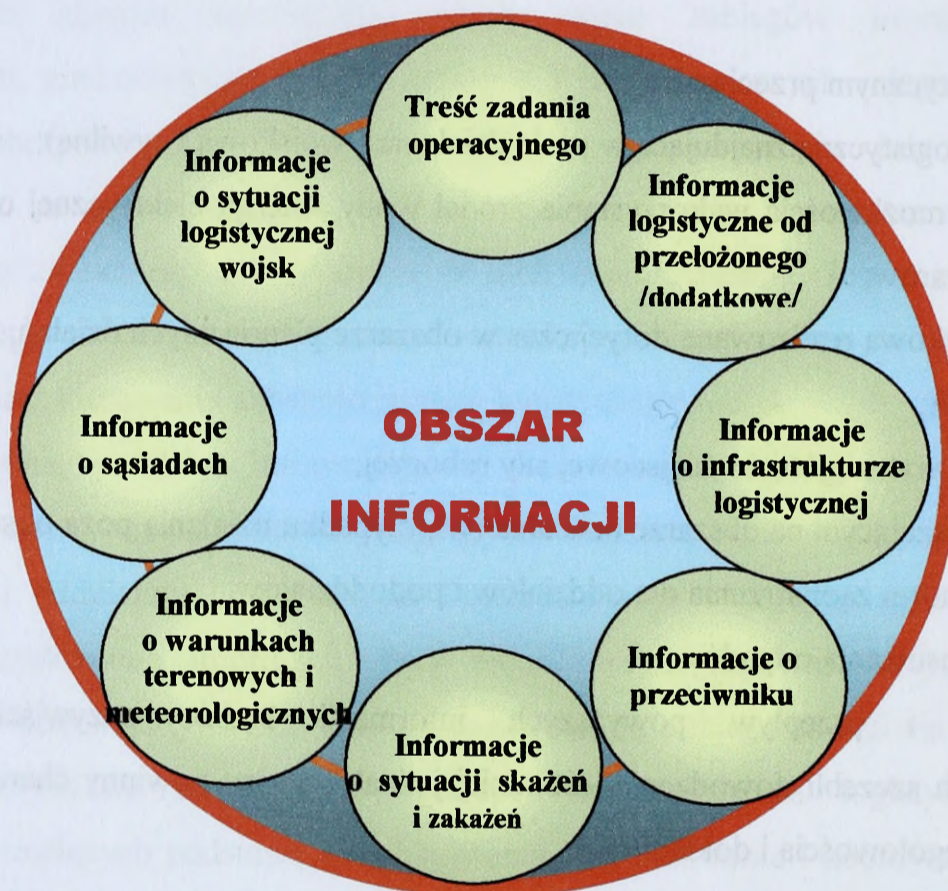 Treść zadania
operacyjnego
Informacje
logistyczne od
przełożonego
/dodatkowe/
Informacje
o infrastrukturze
logistycznej
Informacje o
przeciwniku
Informacje
o sytuacji skażeń
i zakażeń
Informacje
o warunkach
terenowych i
meteorologicznych
Informacje
o sąsiadach
Informacje
o sytuacji
logistycznej
wojsk
OBSZAR
INFORMACJI